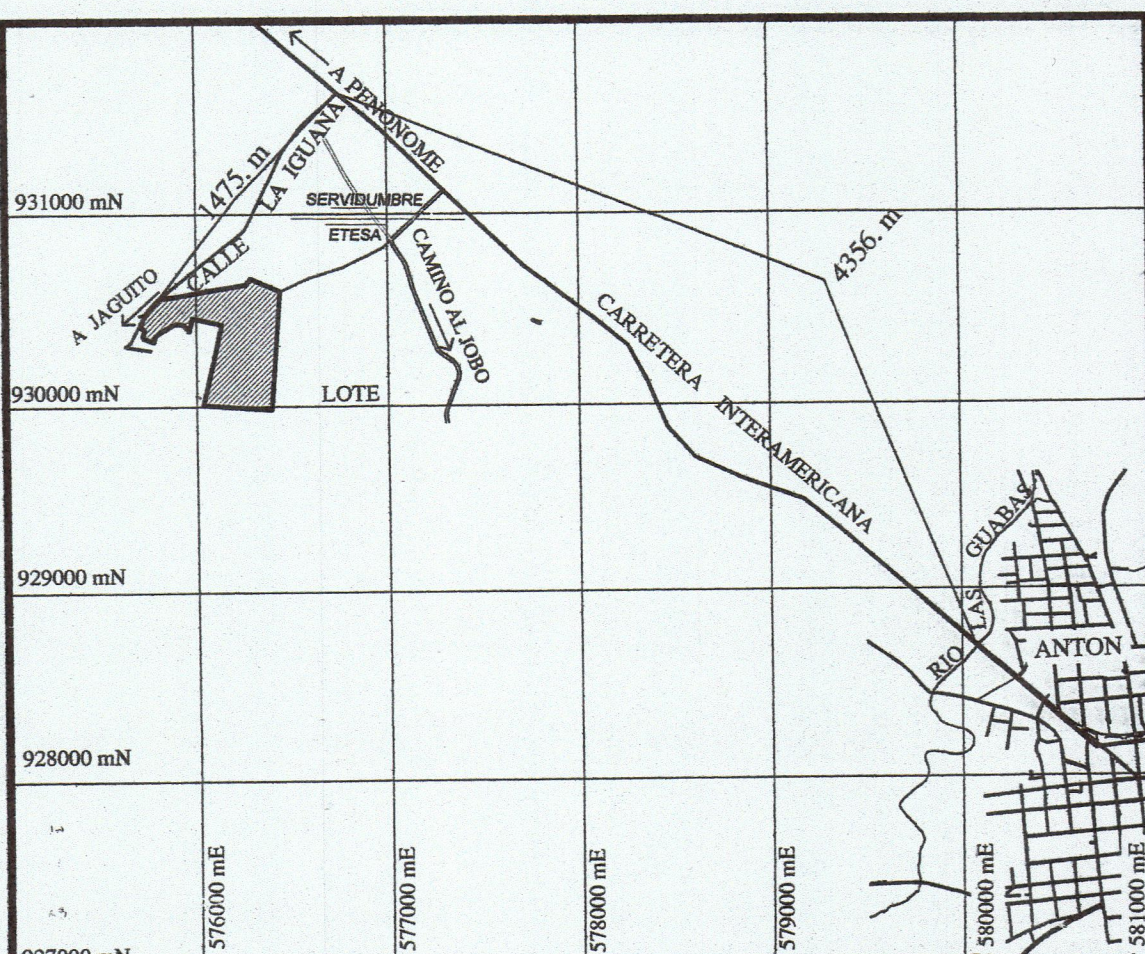 A PENONOME
1475. m
LA IGUANA
931000 mN
SERVIDUMBRE
ETESA
4356. m
CALLE
CAMINO AL JOBO
A JAGUITO
CARRETERA INTERAMERICANA
930000 mN
LOTE
GUABAS
929000 mN
LAS
ANTON
RIO
928000 mN
576000 mE
577000 mE
578000 mE
579000 mE
580000 mE
581000 mE